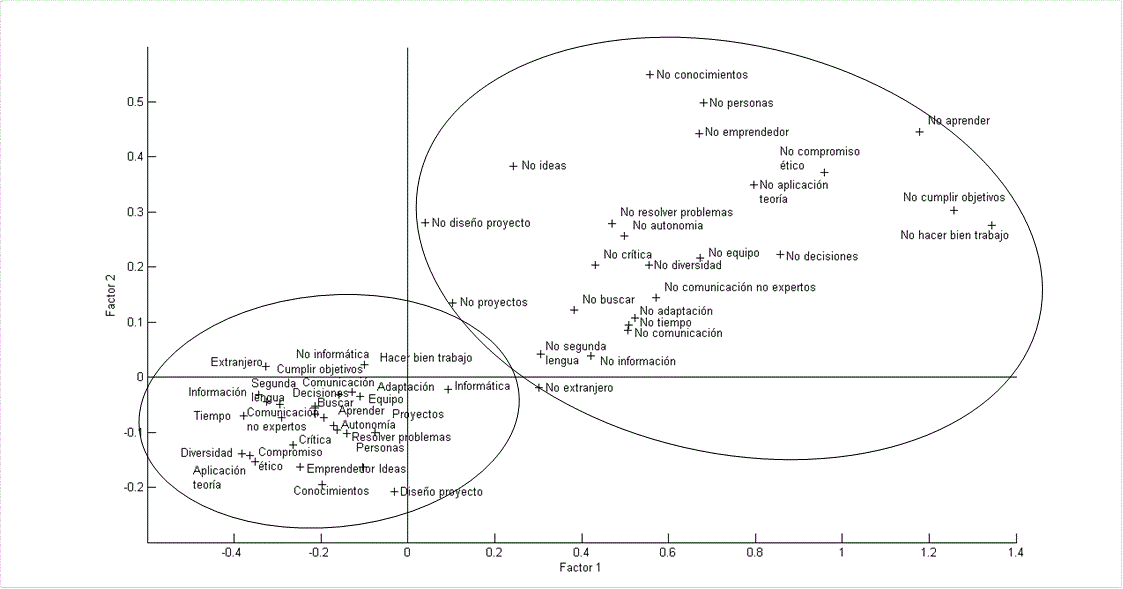 No conocimientos
0.5
No personas
No aprender
No emprendedor
No compromiso
ético
0.4
No ideas
No aplicación
teoría
No cumplir objetivos
0.3
No diseño proyecto
No resolver problemas
No autonomia
No hacer bien trabajo
No crítica
No equipo
No decisiones
0.2
No diversidad
Factor 2
No comunicación no expertos
No proyectos
No buscar
No adaptación
0.1
No tiempo
No comunicación
No segunda
lengua
No información
No informática
Hacer bien trabajo
Extranjero
Cumplir objetivos
0
Segunda
lengua
Comunicación
Adaptación
Informática
No extranjero
Información
Decisiones
Equipo
Buscar
Tiempo
Comunicación
no expertos
Aprender
Proyectos
-0.1
Autonomía
Crítica
Resolver problemas
Personas
Diversidad
Compromiso
ético
Aplicación
teoría
Emprendedor
Ideas
-0.2
Conocimientos
Diseño proyecto
-0.4
-0.2
0
0.2
0.4
0.6
0.8
1
1.2
1.4
Factor 1